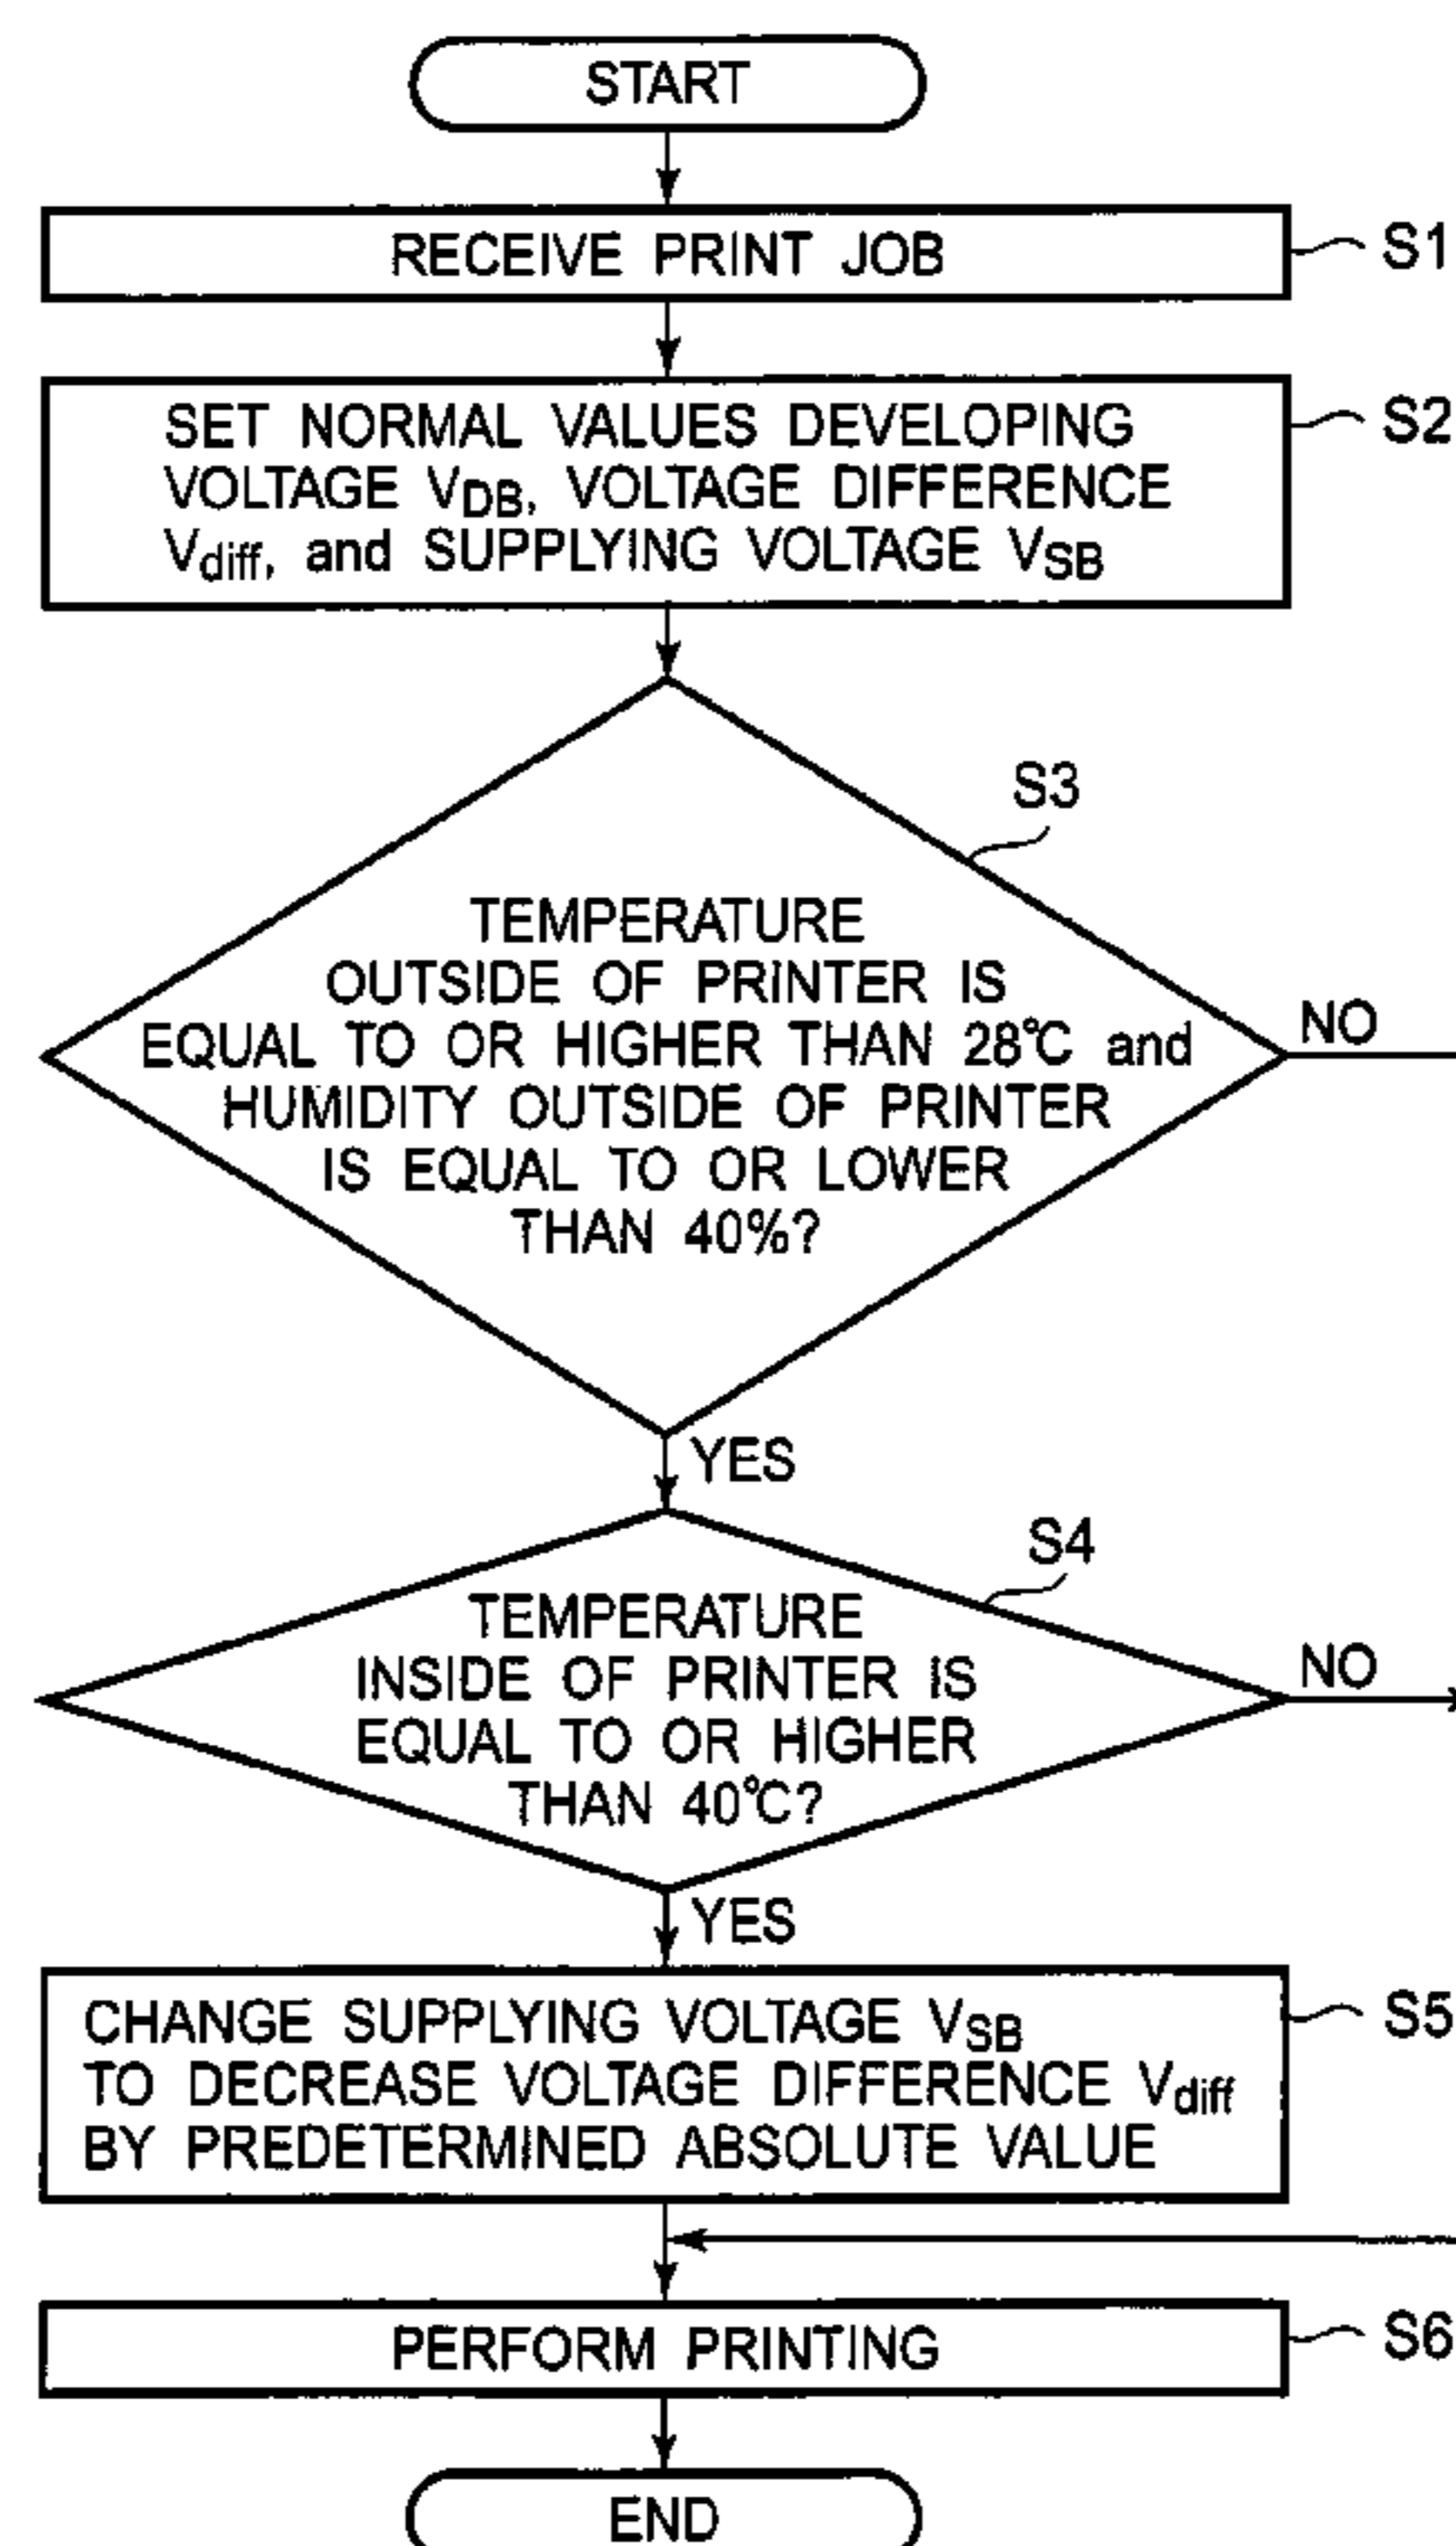 START
RECEIVE PRINT JOB
S1
SET NORMAL VALUES DEVELOPING
VOLTAGE VDB, VOLTAGE DIFFERENCE
Vdiff, and SUPPLYING VOLTAGE VSB
S2
S3
TEMPERATURE
OUTSIDE OF PRINTER IS
EQUAL TO OR HIGHER THAN 28℃ and
HUMIDITY OUTSIDE OF PRINTER
IS EQUAL TO OR LOWER
THAN 40%?
NO
YES
S4
TEMPERATURE
INSIDE OF PRINTER IS
EQUAL TO OR HIGHER
THAN 40℃?
NO
YES
CHANGE SUPPLYING VOLTAGE VSB
TO DECREASE VOLTAGE DIFFERENCE Vdiff
BY PREDETERMINED ABSOLUTE VALUE
S5
PERFORM PRINTING
S6
END